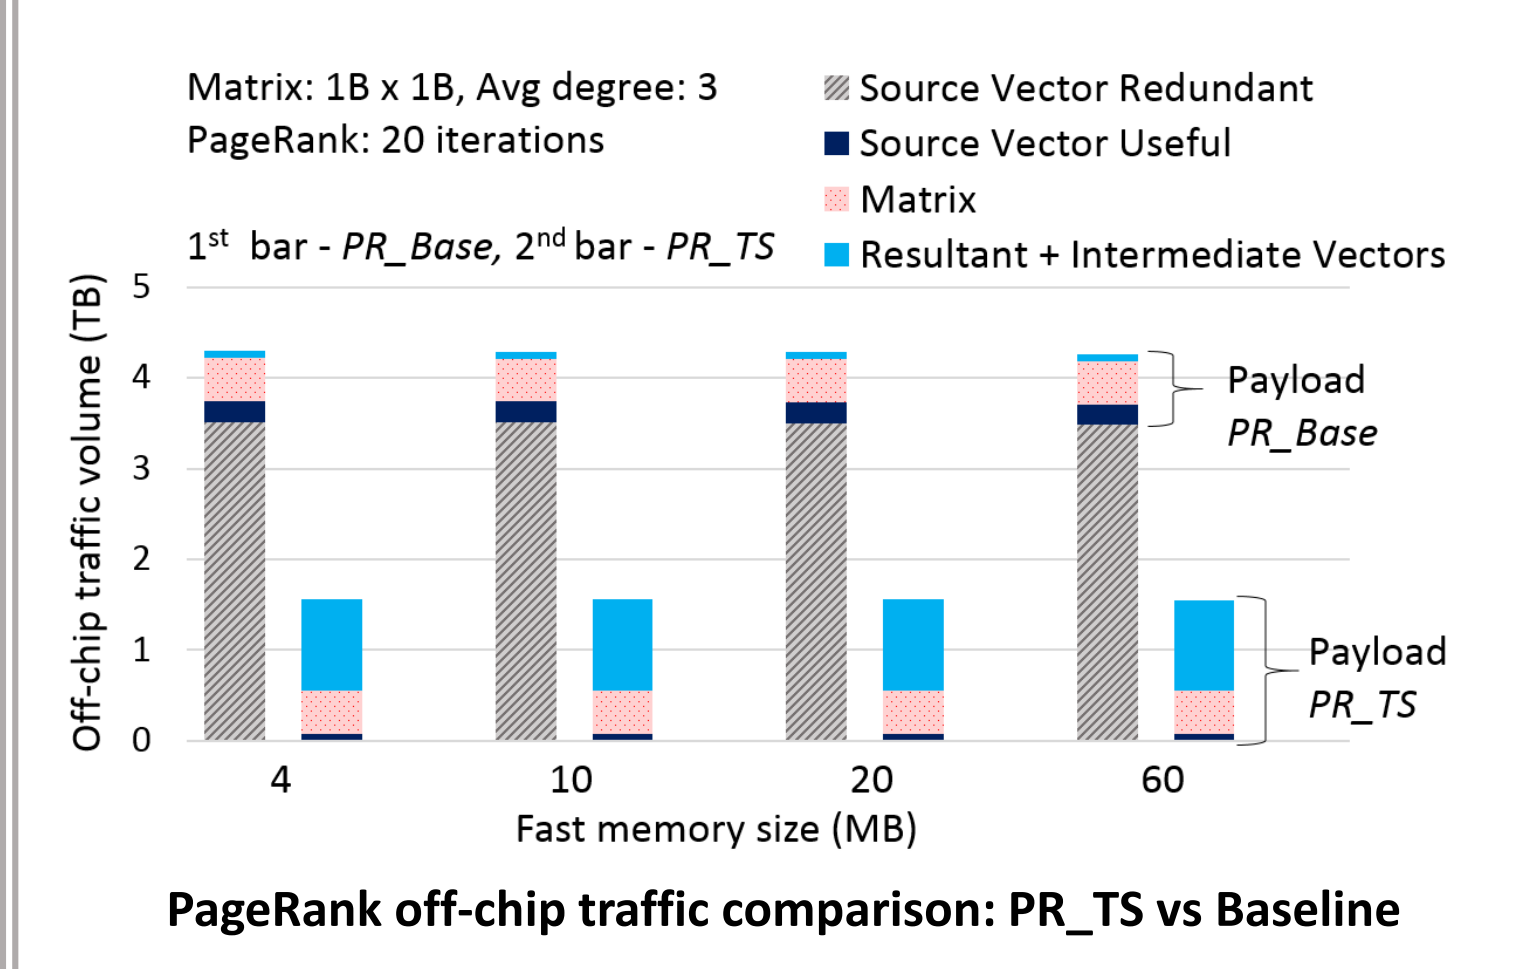 Matrix: 1B x 1B, Avg degree: 3
PageRank: 20 iterations
1st bar - PR_Base, 2nd bar - PR_TS
Source Vector Redundant
Source Vector Useful
Matrix
Resultant + Intermediate Vectors
Off-chip traffic volume (TB)
5
4
3
2
1
0
Payload
PR_Base
Payload
PR_TS
4 10 20 60
Fast memory size (MB)
PageRank off-chip traffic comparison: PR_TS vs Baseline